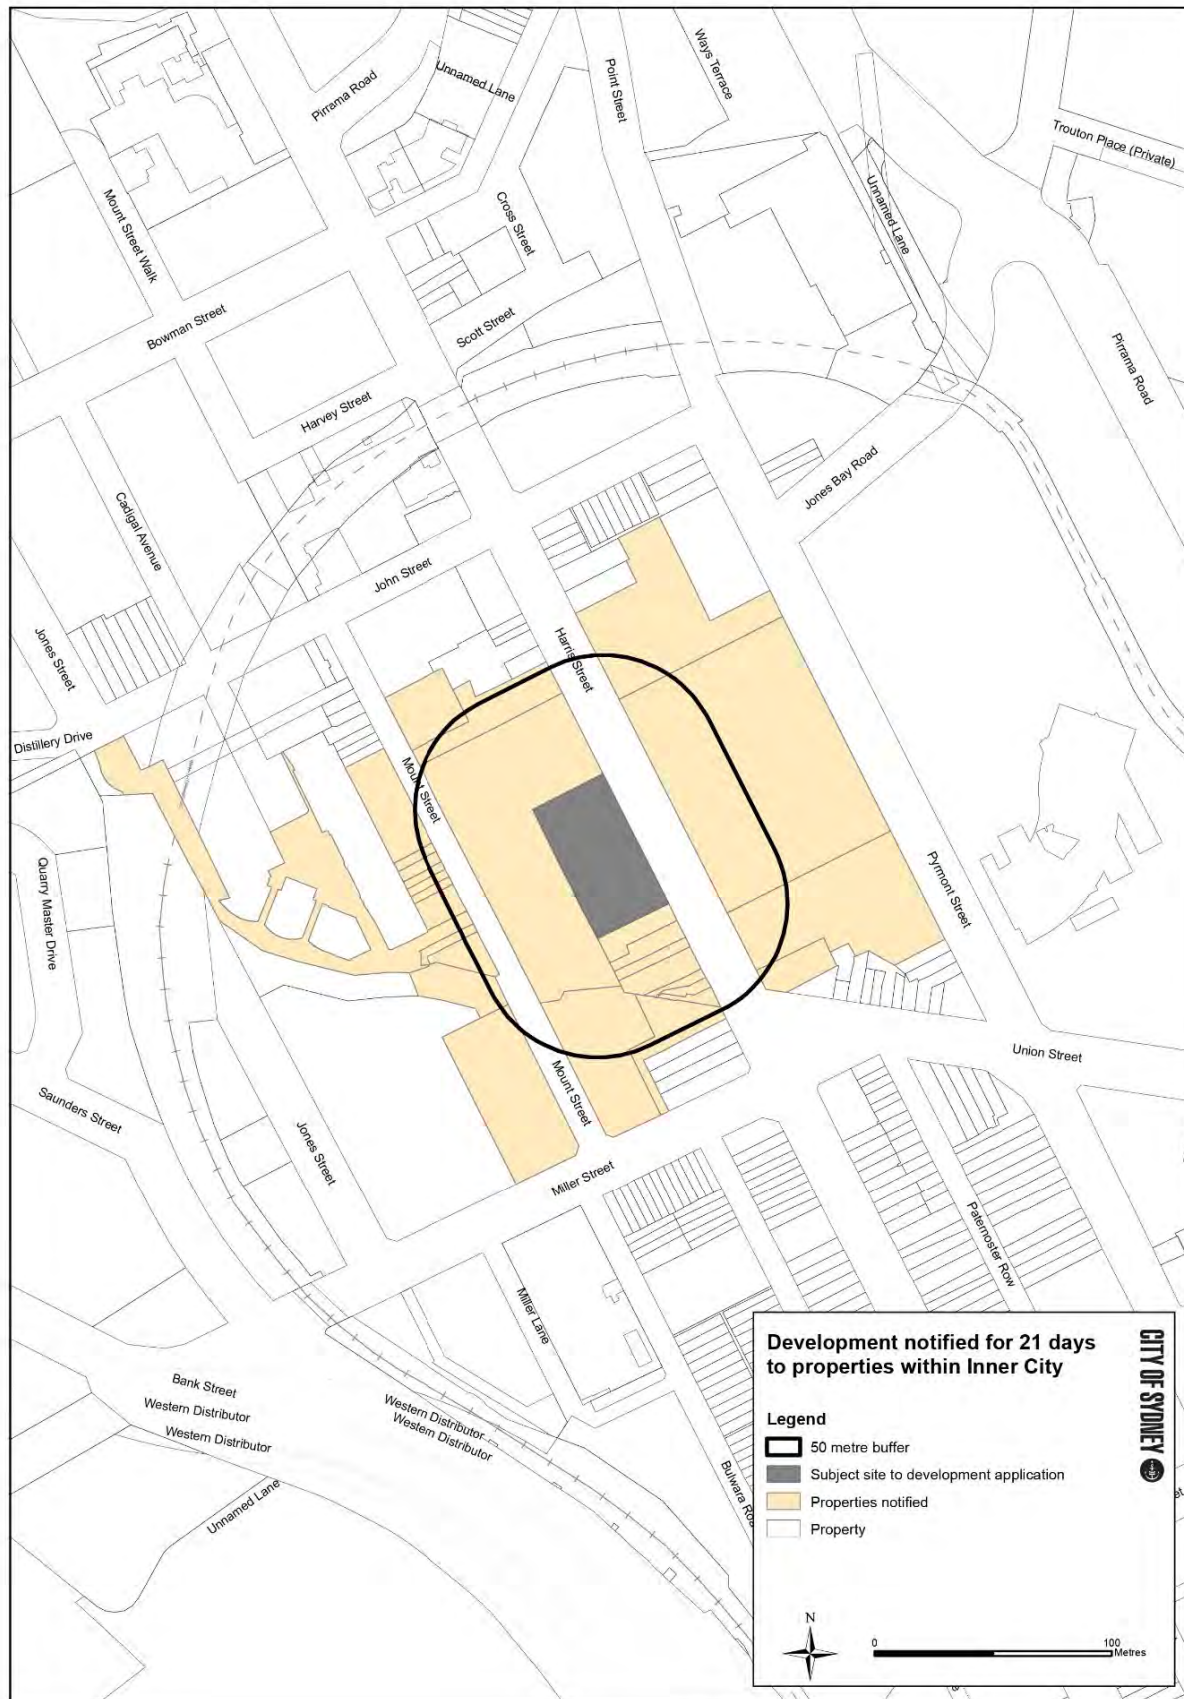 Ways Terrace
Point Street
Unnamed Lane
Pirrama Road
Trouton Place (Private)
Unnamed Lane
Mount Street Walk
Cross Street
Bowman Street
Scott Street
Pirrama Road
Harvey Street
Jones Bay Road
Cadigal Avenue
John Street
Jones Street
Harris Street
Distillery Drive
Mount Street
Quarry Master Drive
Pyrmont Street
Union Street
Saunders Street
Mount Street
Jones Street
Miller Street
Paternoster Row
Miller Lane
Bank Street
Western Distributor
Western Distributor
Western Distributor
Western Distributor
Unnamed Lane
Bulwara Ro
Development notified for 21 days
to properties within Inner City
CITY OF SYDNEY
Legend
50 metre buffer
Subject site to development application
Properties notified
Property
N
0 100
Metres